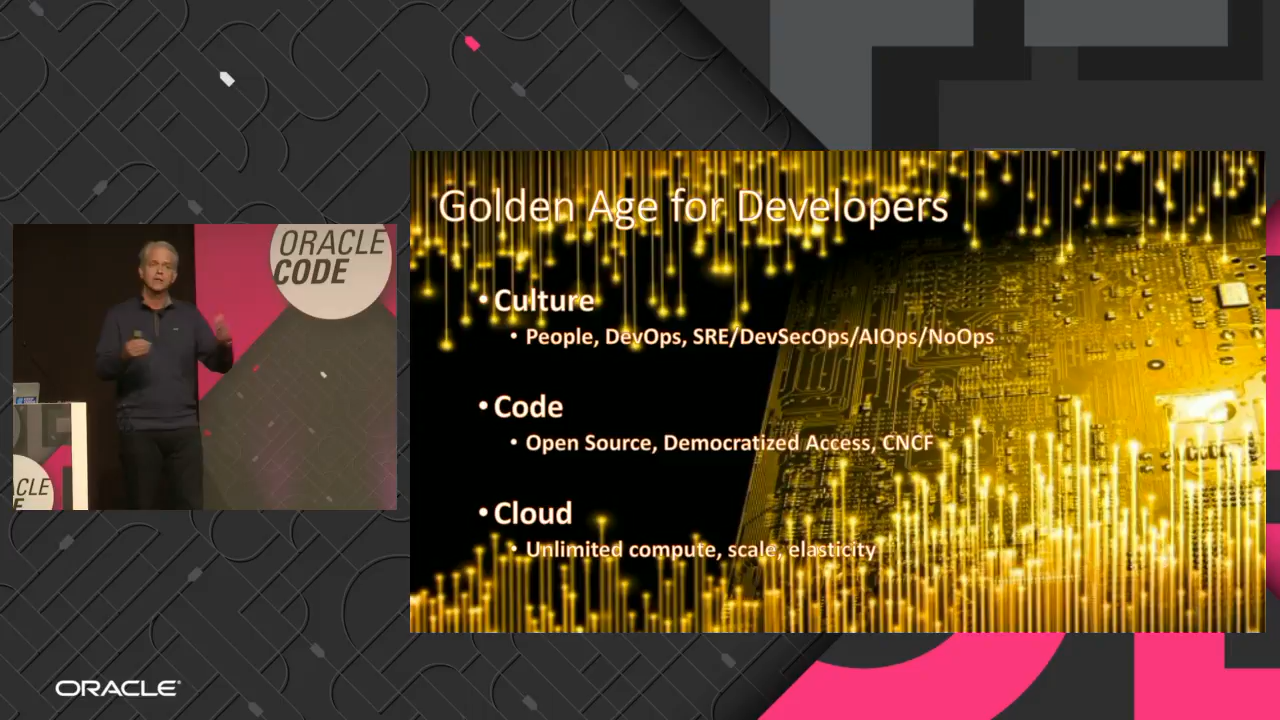 ORACLE
CODE
CLE
E
Golden Age for Developers
• Culture
• People, DevOps, SRE/DevSecOps/AIOps/NoOps
• Code
• Open Source, Democratized Access, CNCF
• Cloud
• Unlimited compute, scale, elasticity
ORACLE®